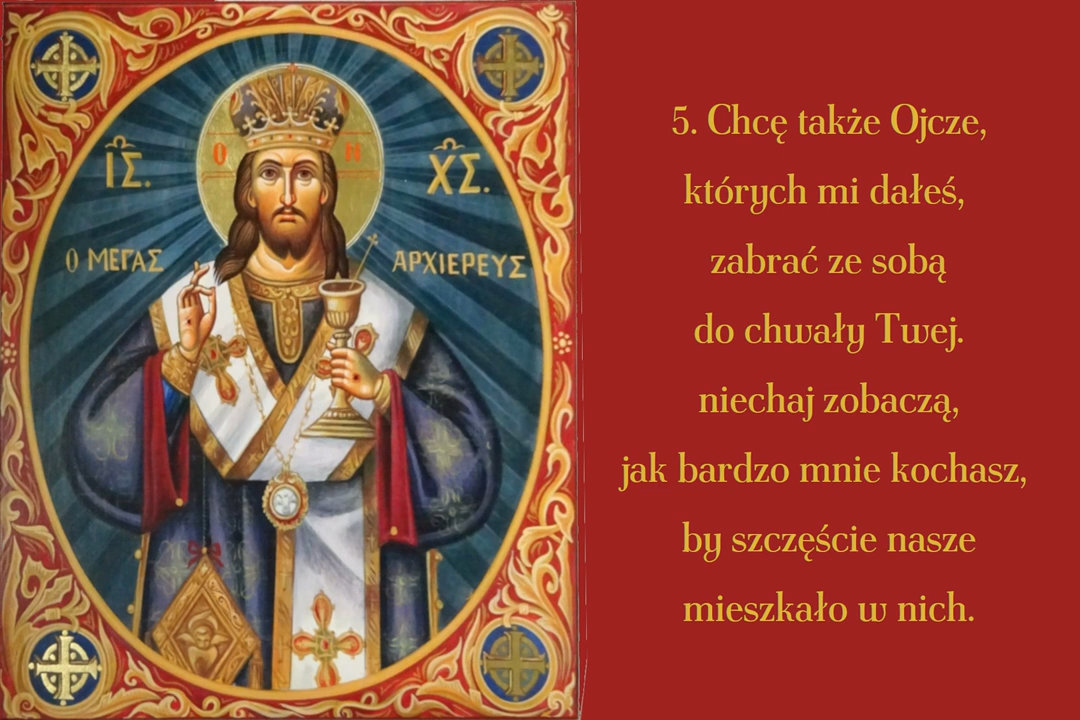 Ο Ν
ΙΣ. ΧΣ.
Ο ΜΕΓΑΣ ΑΡΧΙΕΡΕΥΣ
5. Chcę także Ojcze,
których mi dałeś,
zabrać ze sobą
do chwały Twej.
niechaj zobaczą,
jak bardzo mnie kochasz,
by szczęście nasze
mieszkało w nich.